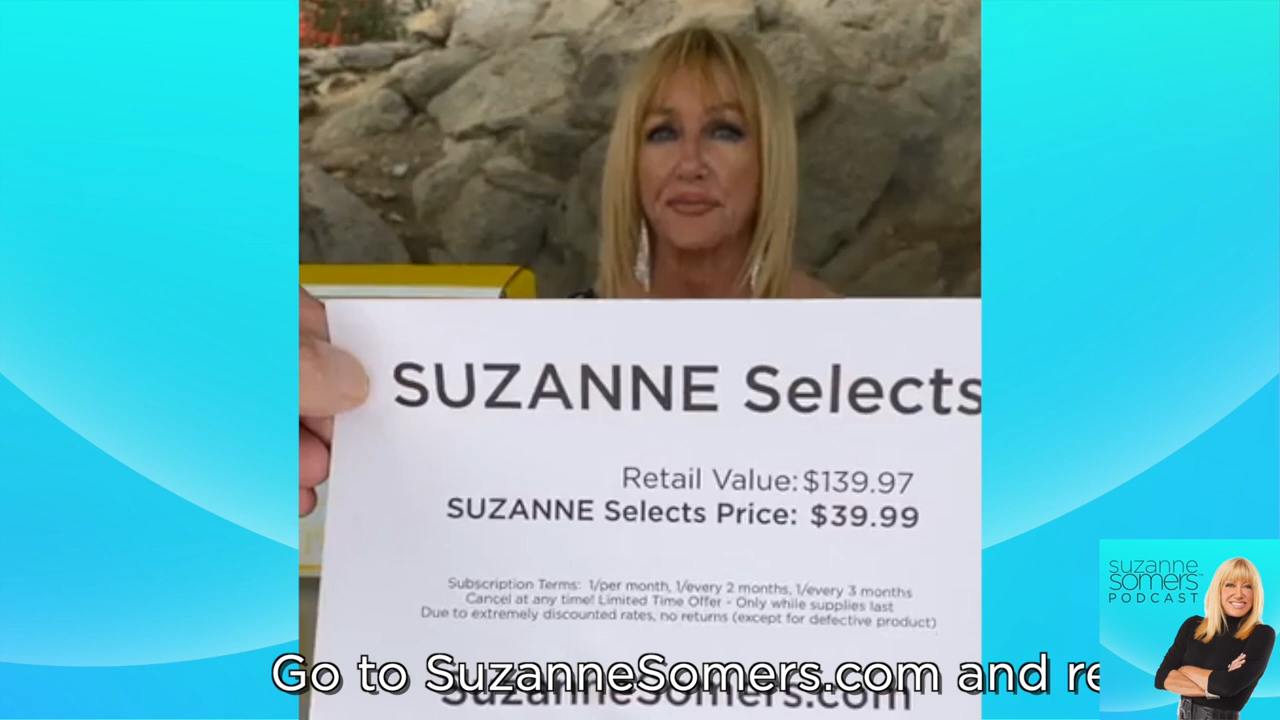 SUZANNE Selects
Retail Value: $139.97
SUZANNE Selects Price: $39.99
Subscription Terms: 1/per month, 1/every 2 months, 1/every 3 months
Cancel at any time! Limited Time Offer - Only while supplies last
Due to extremely discounted rates, no returns (except for defective product)
SuzanneSomers.com
Go to SuzanneSomers.com and re
suzanne
somers
PODCAST